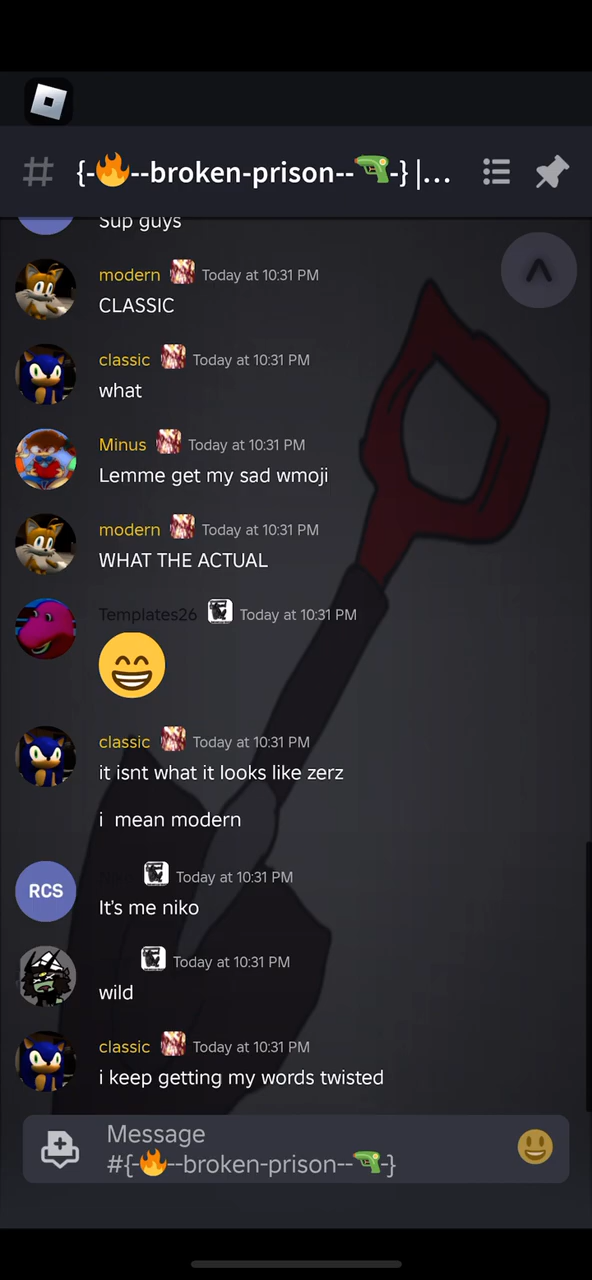 # {-🔥--broken-prison--🔫-} |...
Sup guys
modern Today at 10:31 PM
CLASSIC
classic Today at 10:31 PM
what
Minus Today at 10:31 PM
Lemme get my sad wmoji
modern Today at 10:31 PM
WHAT THE ACTUAL
Templates26 Today at 10:31 PM
😁
classic Today at 10:31 PM
it isnt what it looks like zerz
i mean modern
RCS
Today at 10:31 PM
It's me niko
Today at 10:31 PM
wild
classic Today at 10:31 PM
i keep getting my words twisted
Message
#{-🔥--broken-prison--🔫-}